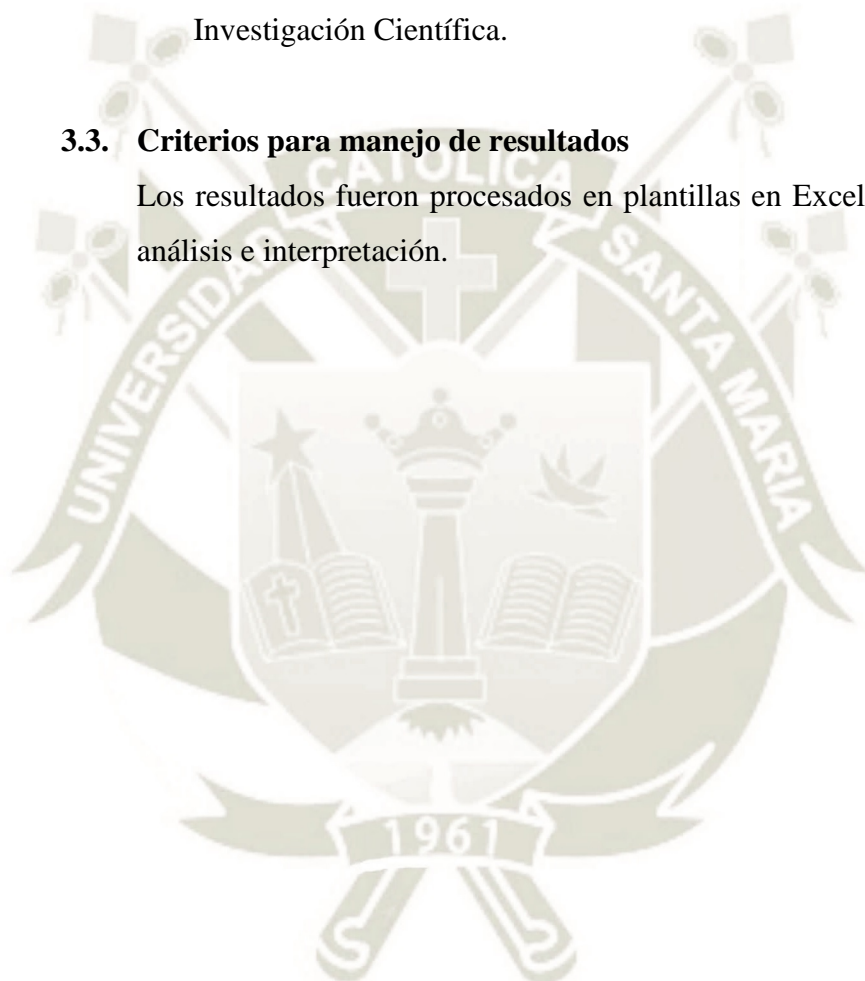 Investigación Científica.
3.3. Criterios para manejo de resultados
Los resultados fueron procesados en plantillas en Excel
análisis e interpretación.
UNIVERSIDAD CATOLICA SANTA MARIA
1961